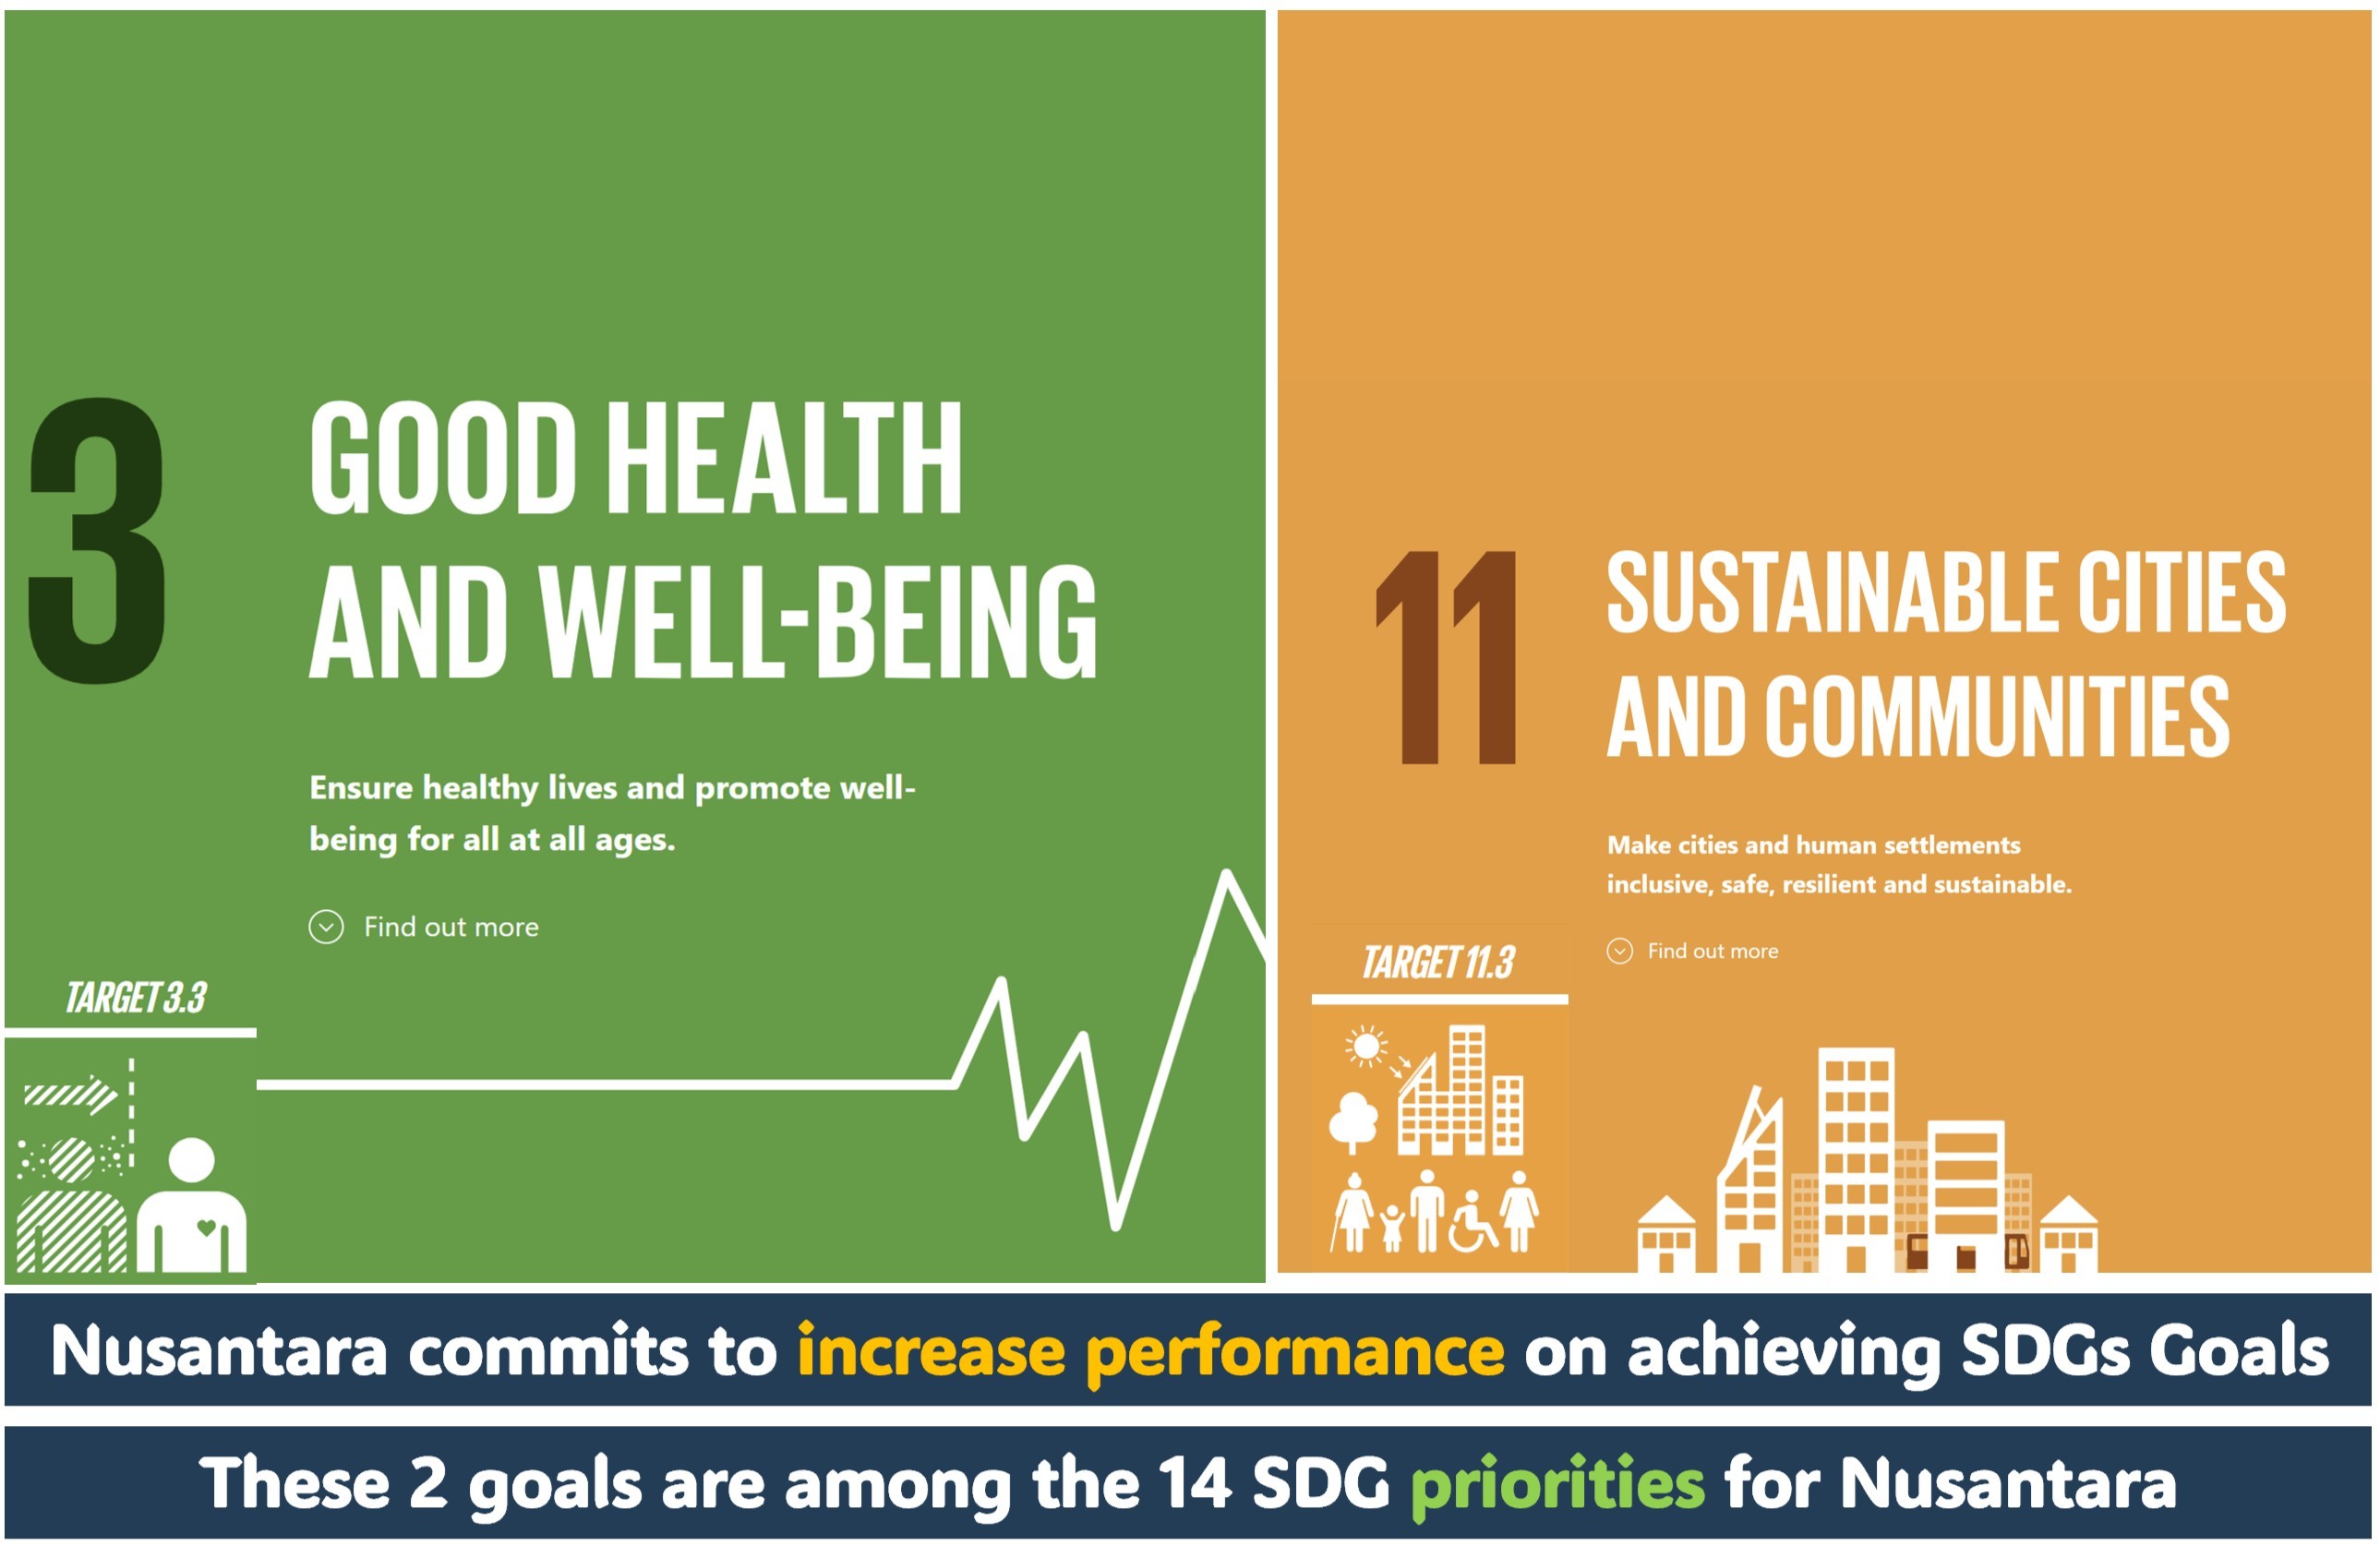 3
GOOD HEALTH
AND WELL-BEING
Ensure healthy lives and promote well-
being for all at all ages.
Find out more
TARGET 3.3
11
SUSTAINABLE CITIES
AND COMMUNITIES
Make cities and human settlements
inclusive, safe, resilient and sustainable.
Find out more
TARGET 11.3
Nusantara commits to increase performance on achieving SDGs Goals
These 2 goals are among the 14 SDG priorities for Nusantara